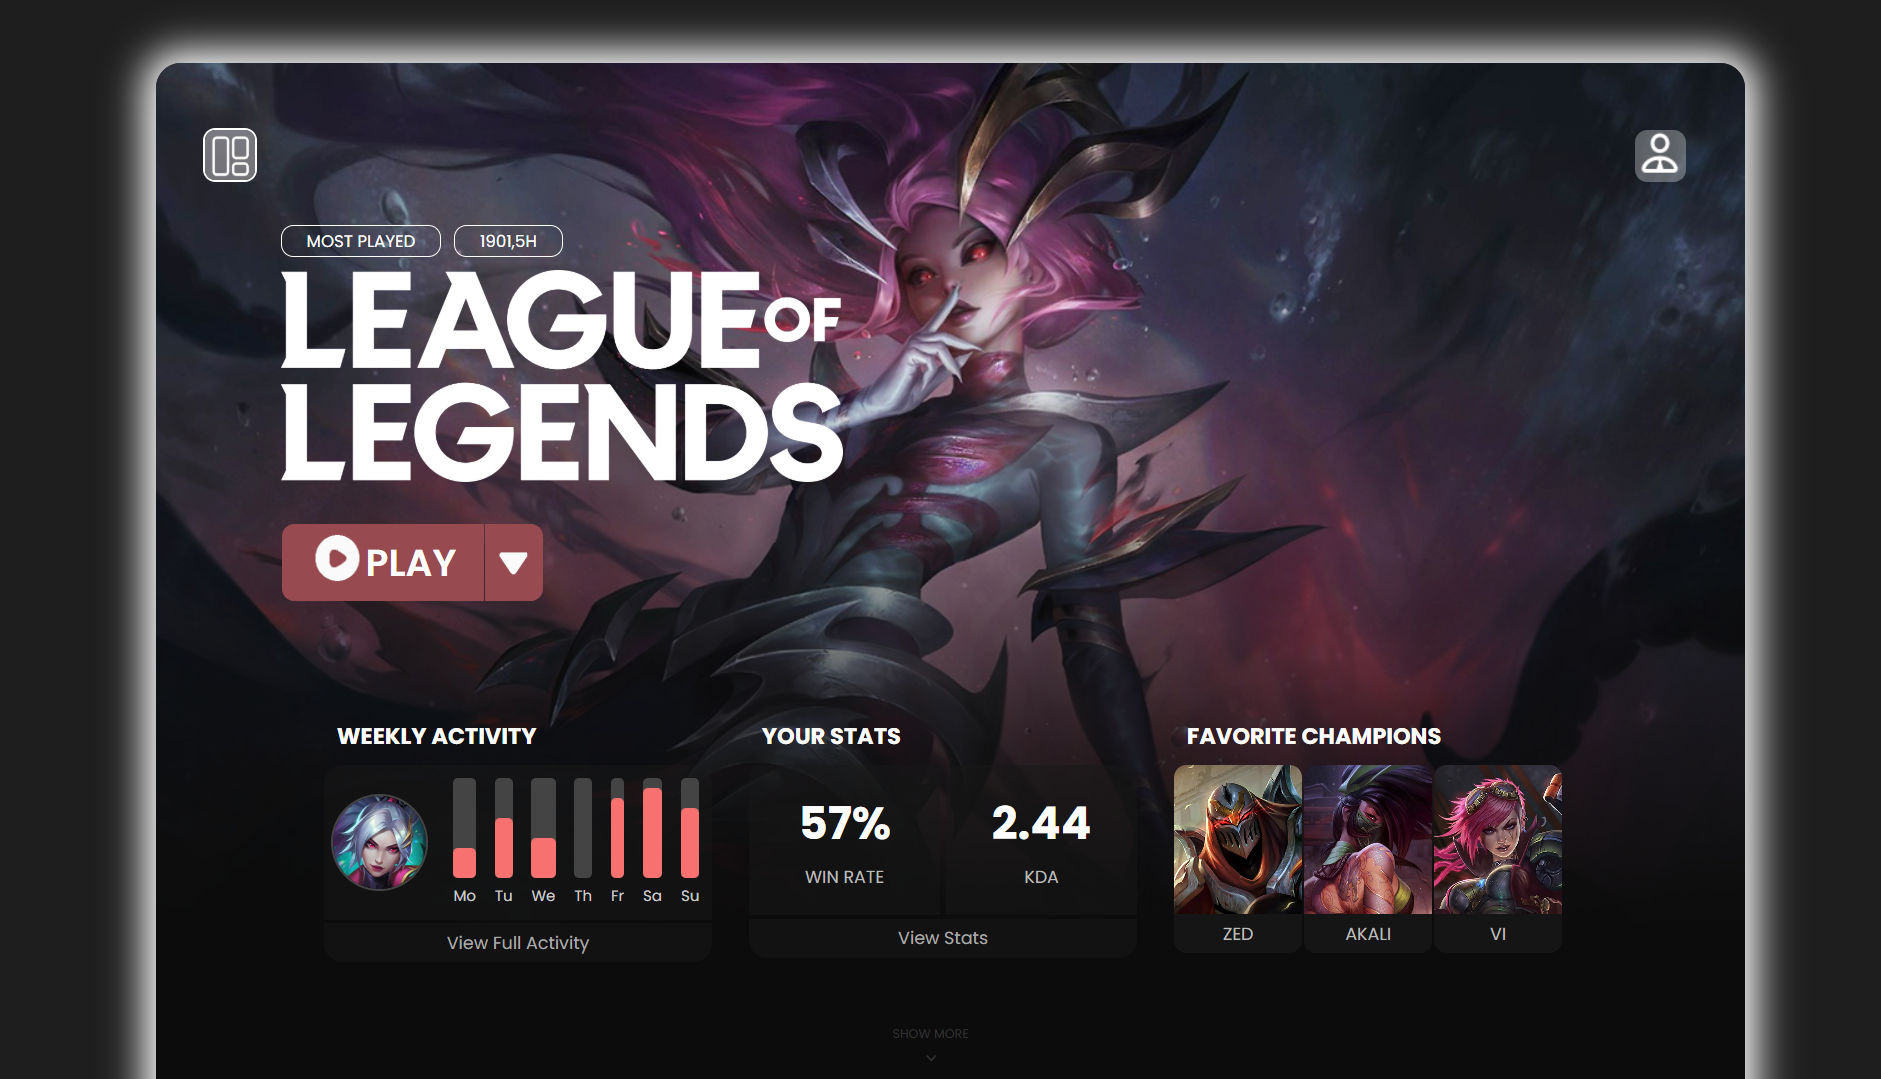 MOST PLAYED
1901,5H
LEAGUE OF
LEGENDS
PLAY
WEEKLY ACTIVITY
Mo Tu We Th Fr Sa Su
View Full Activity
YOUR STATS
57% 2.44
WIN RATE KDA
View Stats
FAVORITE CHAMPIONS
ZED AKALI VI
SHOW MORE